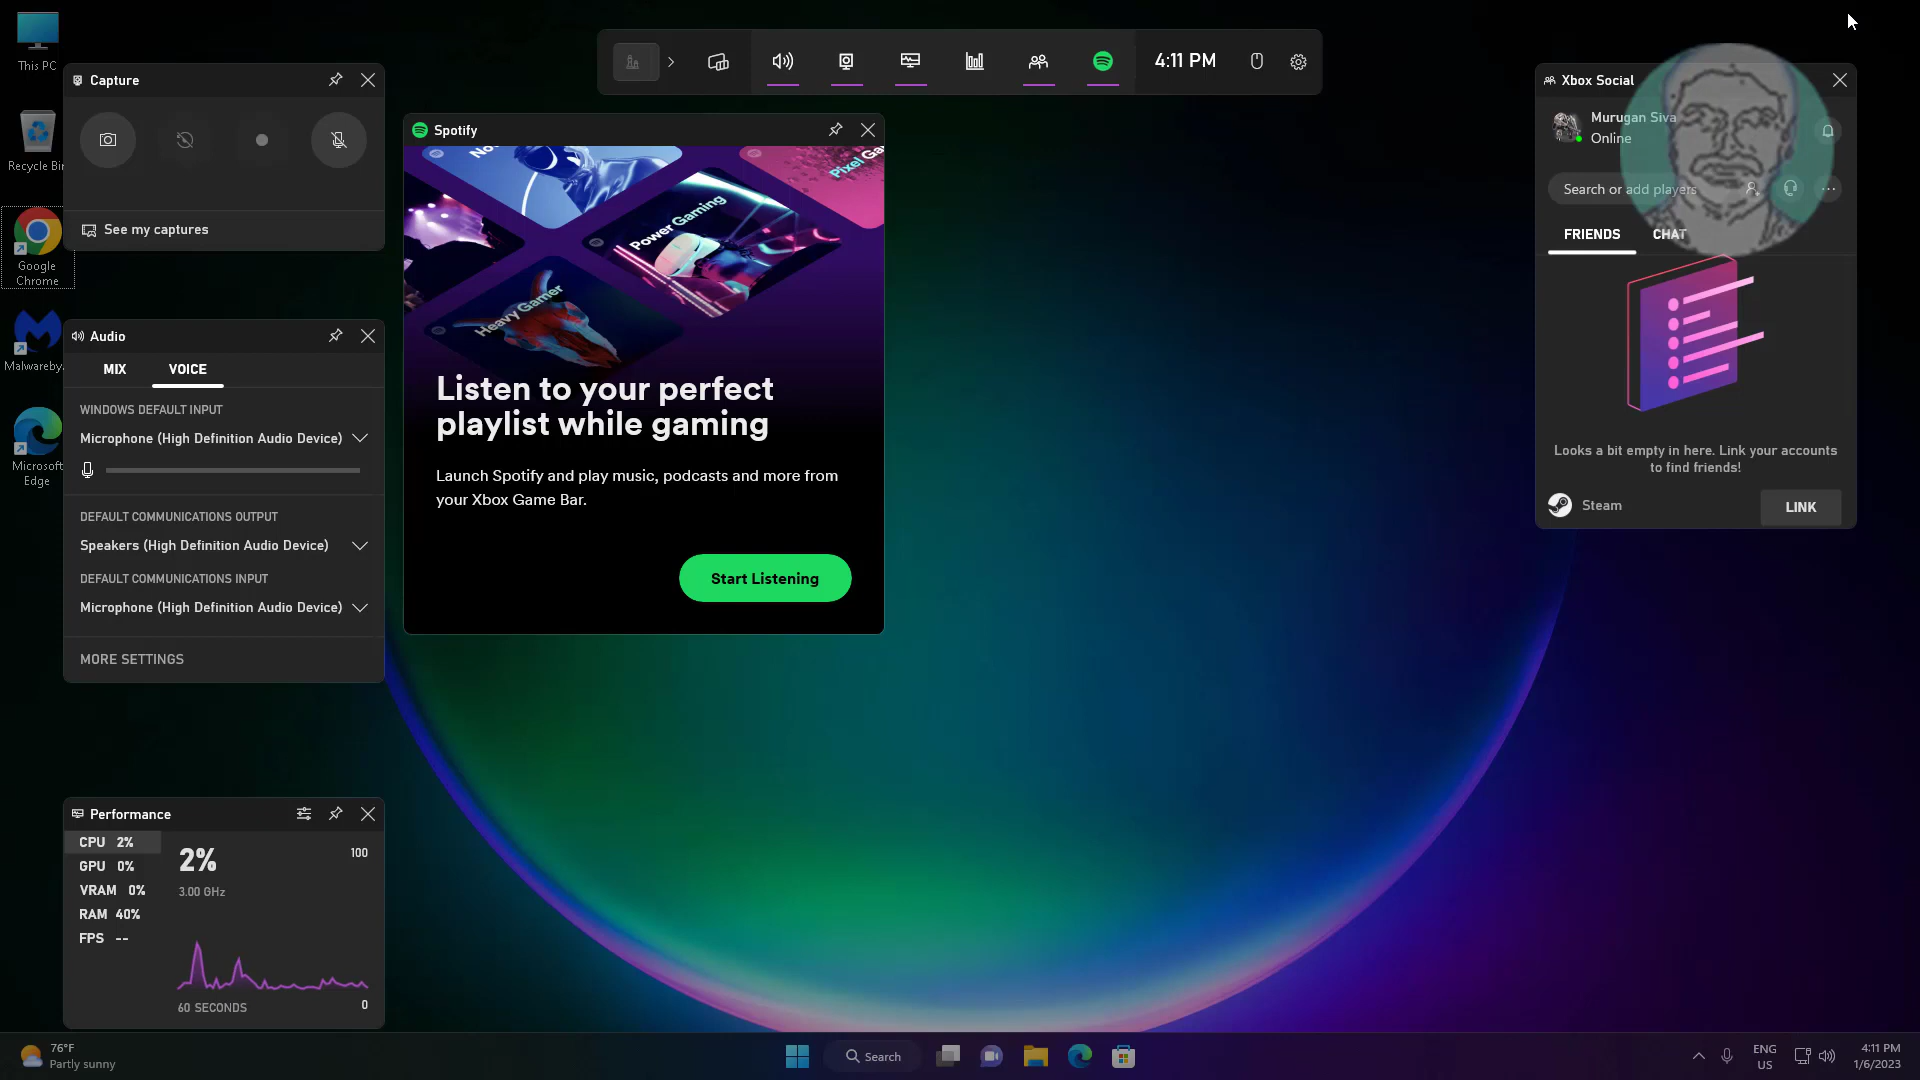 This PC
Recycle Bin
Google
Chrome
Malwareby...
Microsoft
Edge
4:11 PM
Capture
See my captures
Audio
MIX
VOICE
WINDOWS DEFAULT INPUT
Microphone (High Definition Audio Device)
DEFAULT COMMUNICATIONS OUTPUT
Speakers (High Definition Audio Device)
DEFAULT COMMUNICATIONS INPUT
Microphone (High Definition Audio Device)
MORE SETTINGS
Performance
CPU 2%
GPU 0%
VRAM 0%
RAM 40%
FPS --
2%
3.00 GHz
100
60 SECONDS
0
Spotify
Power Gaming
Heavy Gamer
Listen to your perfect
playlist while gaming
Launch Spotify and play music, podcasts and more from
your Xbox Game Bar.
Start Listening
Xbox Social
Murugan Siva
Online
Search or add players
FRIENDS
CHAT
Looks a bit empty in here. Link your accounts
to find friends!
Steam
LINK
76°F
Partly sunny
Search
ENG
US
4:11 PM
1/6/2023